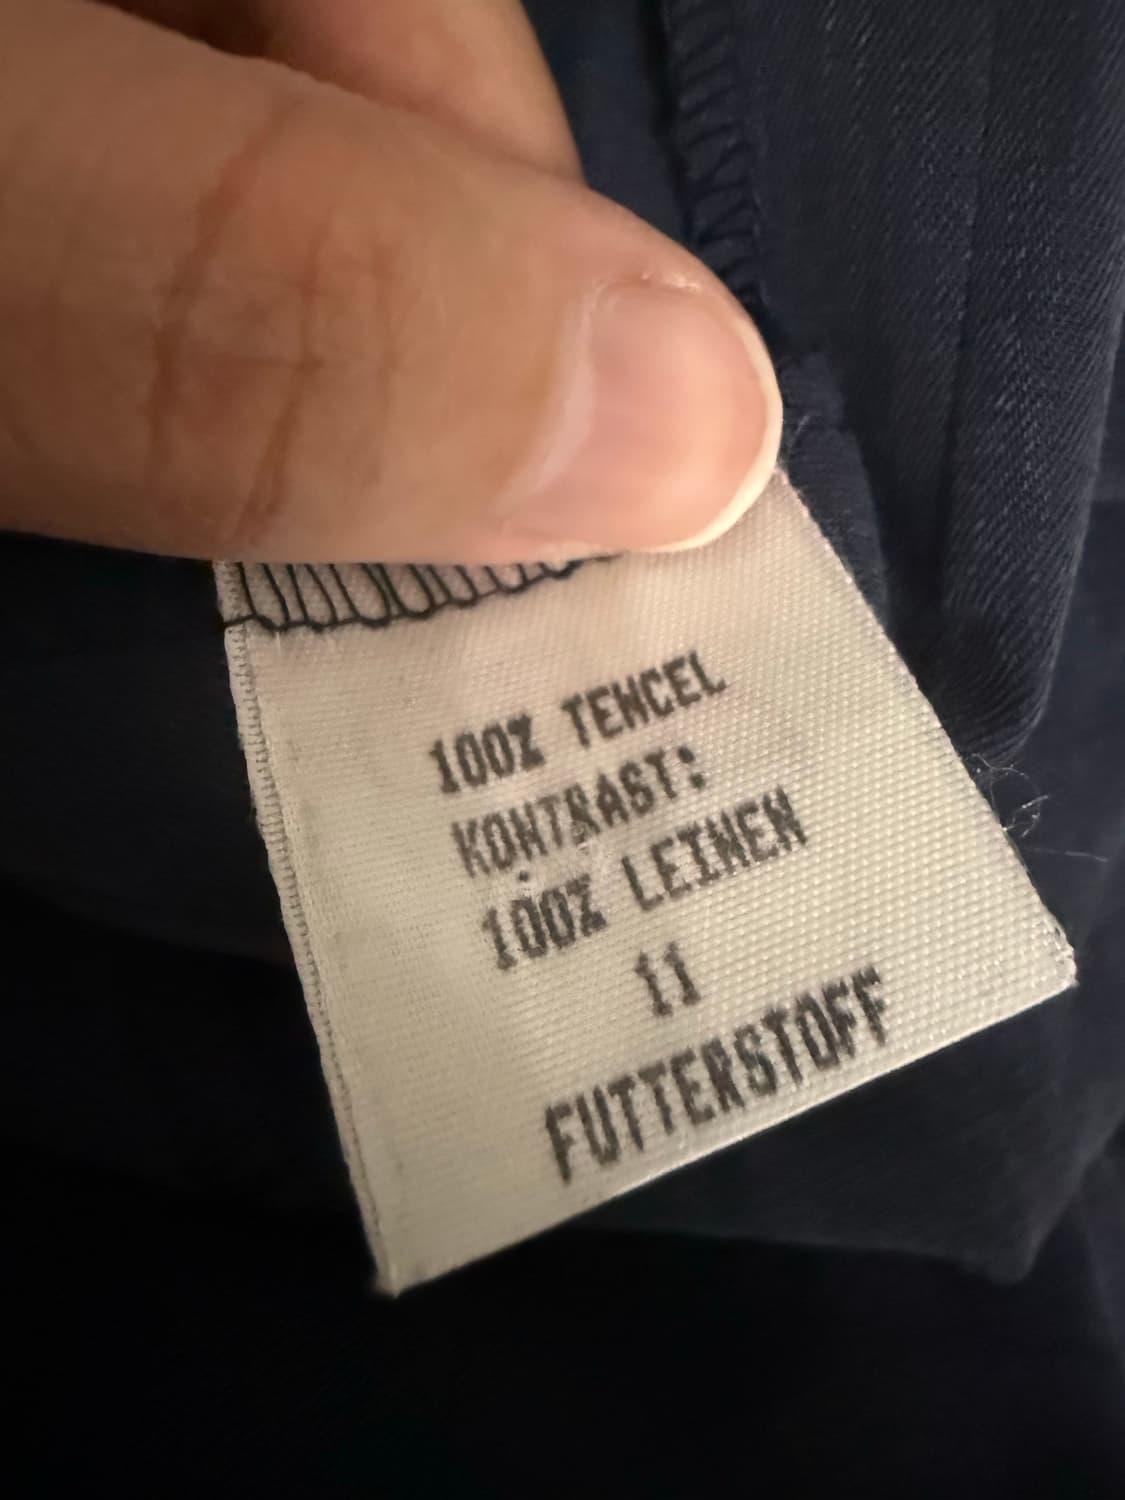 100% TENCEL
KONTRAST:
100% LEINEN
11
FUTTERSTOFF